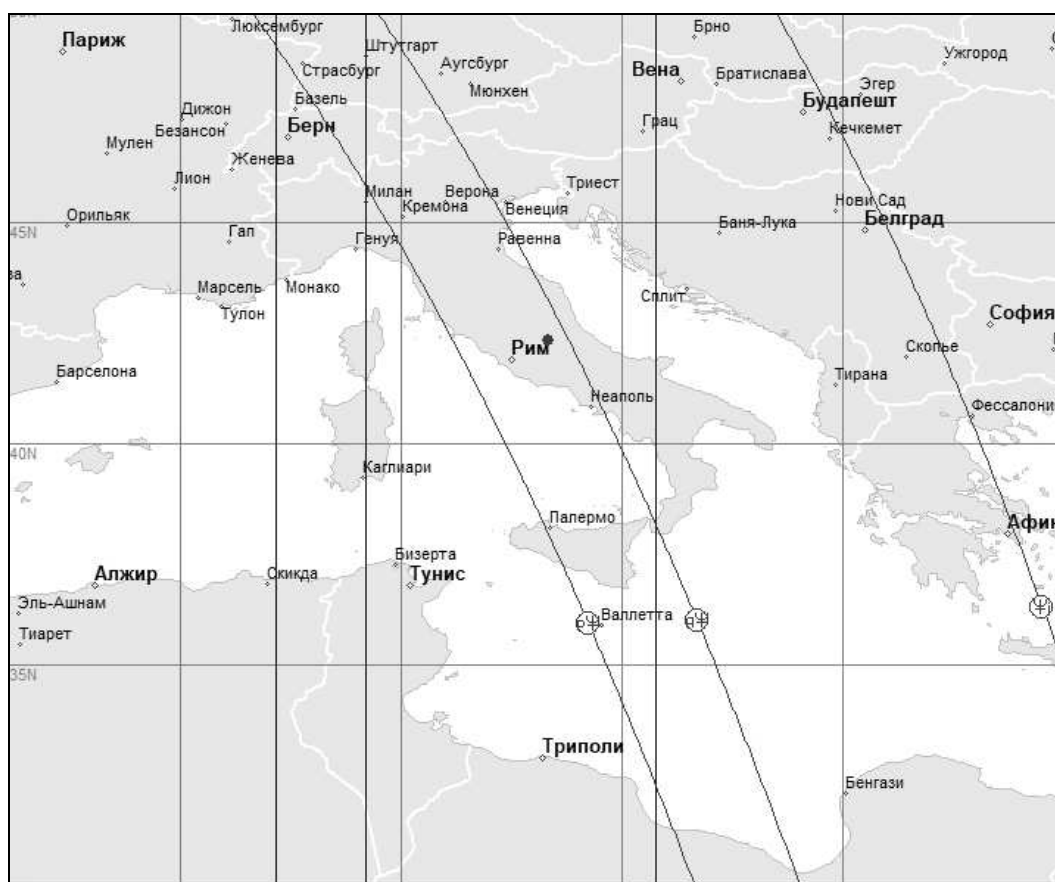 Люксембург
Брно
Париж
Штутгарт
Ужгород
Аугсбург
Страсбург
Вена
Братислава
Мюнхен
Эгер
Базель
Будапешт
Дижон
Безансон
Берн
Грац
Кечкемет
Мулен
Женева
Лион
Милан
Верона
Триест
Кремона
Венеция
Нови Сад
Орильяк
Белград
45N
Гап
Генуя
Равенна
Баня-Лука
ва
Марсель
Монако
Сплит
Тулон
София
Рим
Скопье
Барселона
Тирана
Неаполь
Фессалони
40N
Каглиари
Палермо
Афин
Бизерта
Алжир
Скикда
Тунис
Эль-Ашнам
Валлетта
Тиарет
35N
Триполи
Бенгази